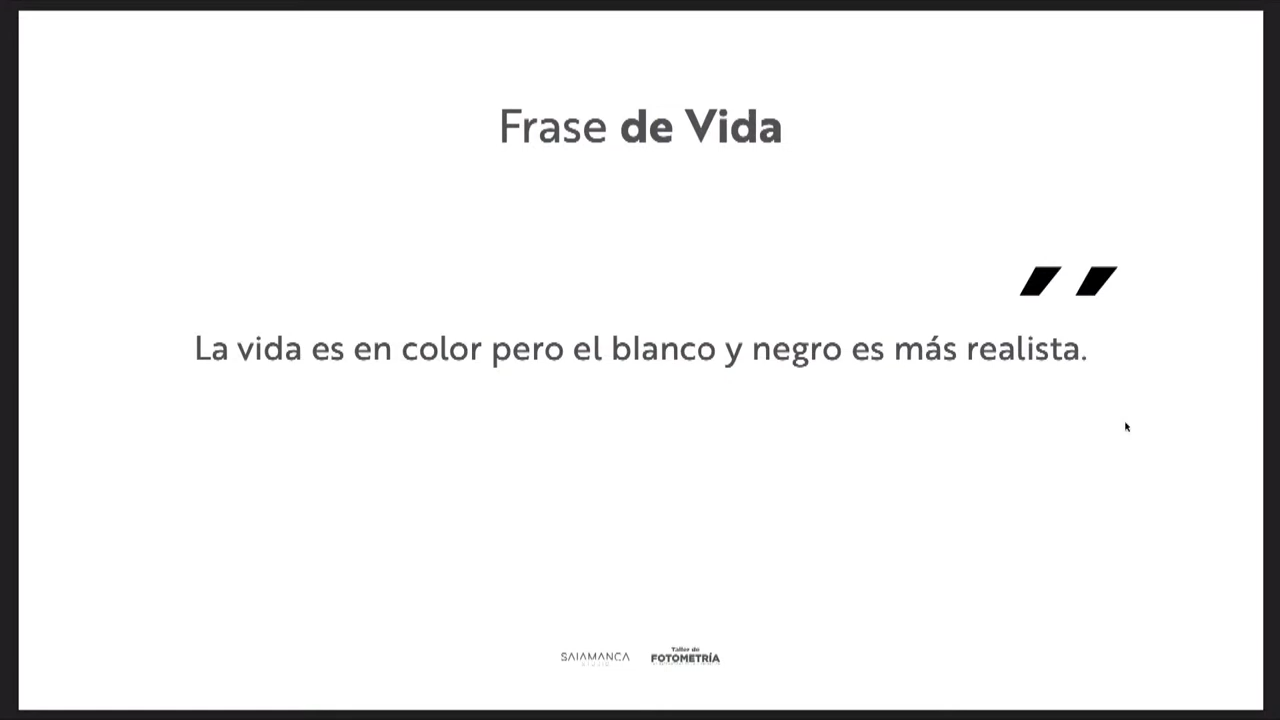 Frase de Vida
"
La vida es en color pero el blanco y negro es más realista.
SALAMANCA
Taller de
FOTOMETRÍA